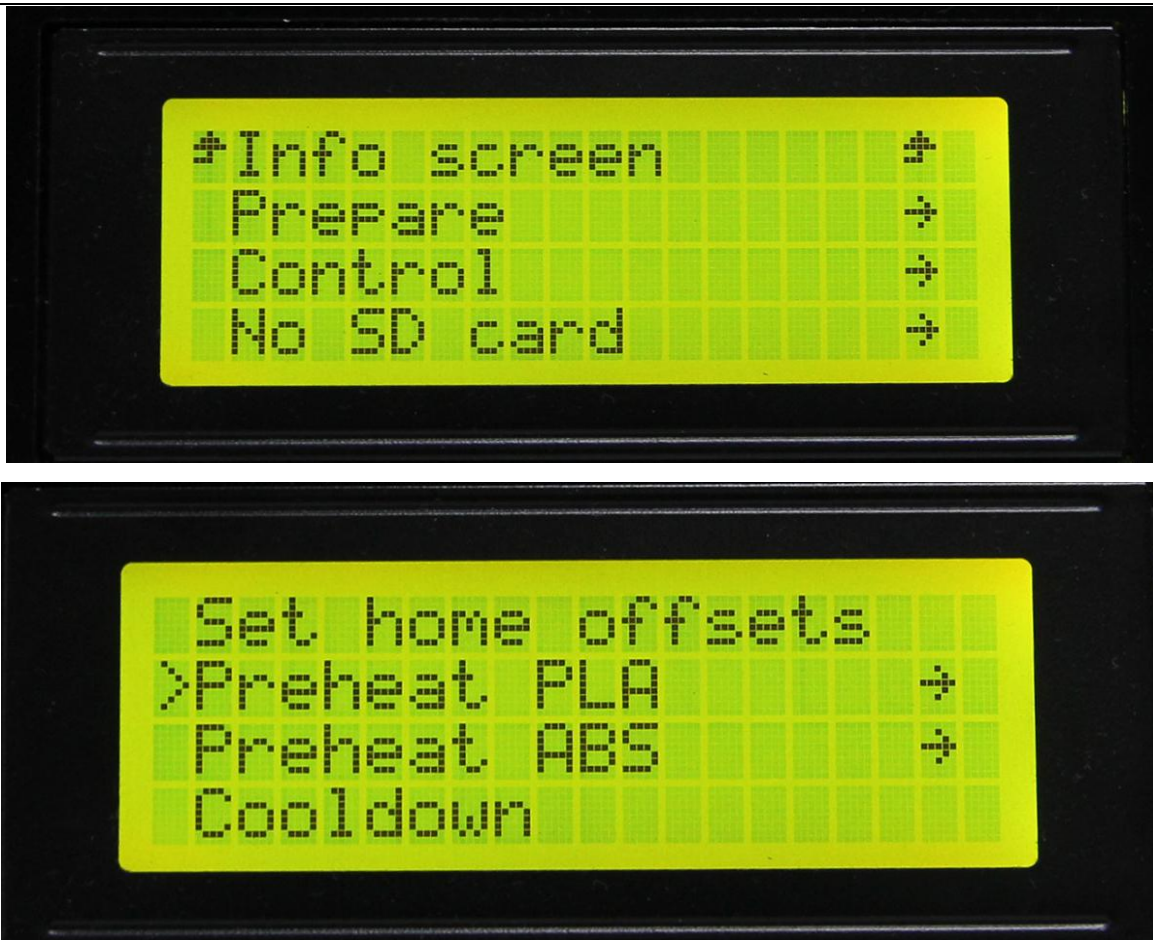 Info screen
Prepare
Control
No SD card
Set home offsets
>Preheat PLA
Preheat ABS
Cooldown